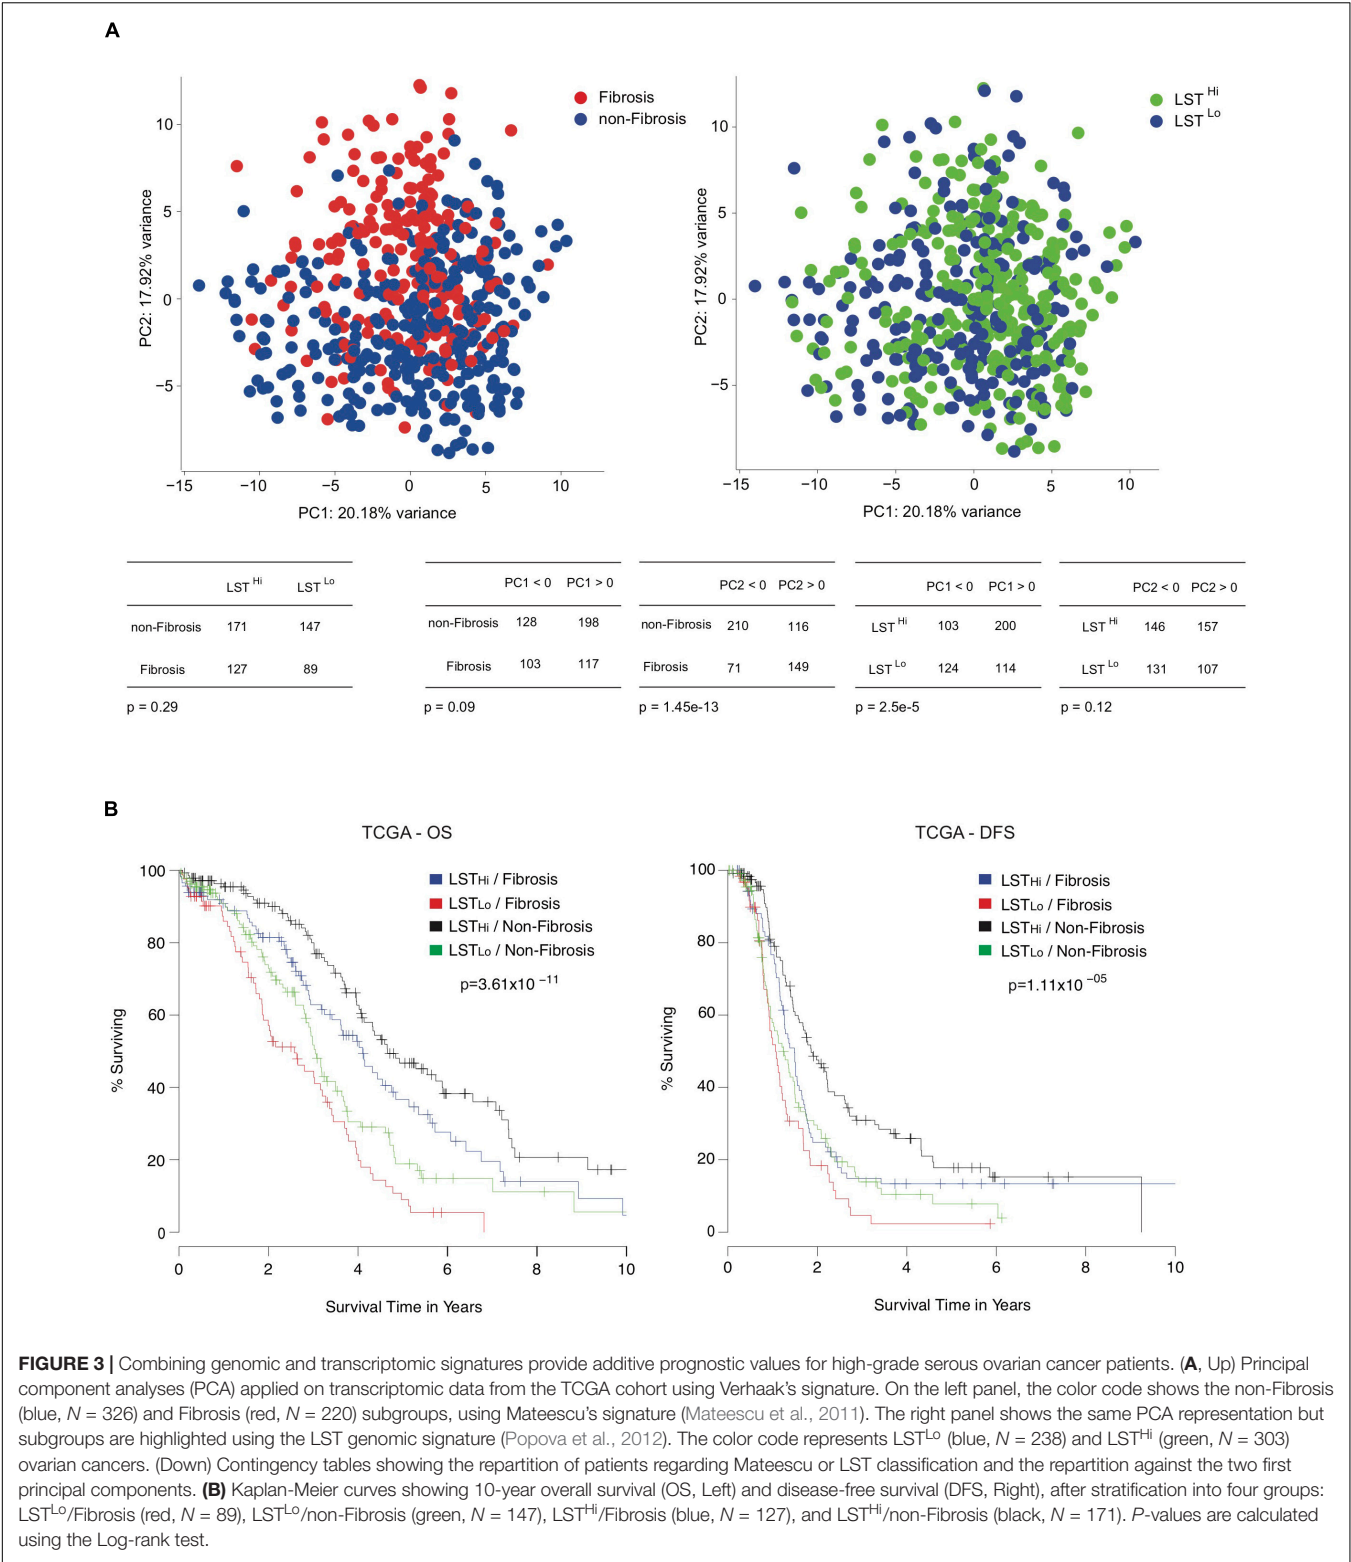 A
Fibrosis
non-Fibrosis
10
5
0
−5
PC2: 17.92% variance
−15 −10 −5 0 5 10
PC1: 20.18% variance
LST Hi
LST Lo
10
5
0
−5
PC2: 17.92% variance
−15 −10 −5 0 5 10
PC1: 20.18% variance
LST Hi LST Lo
non-Fibrosis 171 147
Fibrosis 127 89
p = 0.29
PC1 < 0 PC1 > 0
non-Fibrosis 128 198
Fibrosis 103 117
p = 0.09
PC2 < 0 PC2 > 0
non-Fibrosis 210 116
Fibrosis 71 149
p = 1.45e-13
PC1 < 0 PC1 > 0
LST Hi 103 200
LST Lo 124 114
p = 2.5e-5
PC2 < 0 PC2 > 0
LST Hi 146 157
LST Lo 131 107
p = 0.12
B
TCGA - OS
100
80
60
40
20
0
% Surviving
LSTHi / Fibrosis
LSTLo / Fibrosis
LSTHi / Non-Fibrosis
LSTLo / Non-Fibrosis
p=3.61x10 −11
0 2 4 6 8 10
Survival Time in Years
TCGA - DFS
100
80
60
40
20
0
% Surviving
LSTHi / Fibrosis
LSTLo / Fibrosis
LSTHi / Non-Fibrosis
LSTLo / Non-Fibrosis
p=1.11x10 −05
0 2 4 6 8 10
Survival Time in Years
FIGURE 3 | Combining genomic and transcriptomic signatures provide additive prognostic values for high-grade serous ovarian cancer patients. (A, Up) Principal
component analyses (PCA) applied on transcriptomic data from the TCGA cohort using Verhaak's signature. On the left panel, the color code shows the non-Fibrosis
(blue, N = 326) and Fibrosis (red, N = 220) subgroups, using Mateescu's signature (Mateescu et al., 2011). The right panel shows the same PCA representation but
subgroups are highlighted using the LST genomic signature (Popova et al., 2012). The color code represents LSTLo (blue, N = 238) and LSTHi (green, N = 303)
ovarian cancers. (Down) Contingency tables showing the repartition of patients regarding Mateescu or LST classification and the repartition against the two first
principal components. (B) Kaplan-Meier curves showing 10-year overall survival (OS, Left) and disease-free survival (DFS, Right), after stratification into four groups:
LSTLo/Fibrosis (red, N = 89), LSTLo/non-Fibrosis (green, N = 147), LSTHi/Fibrosis (blue, N = 127), and LSTHi/non-Fibrosis (black, N = 171). P-values are calculated
using the Log-rank test.